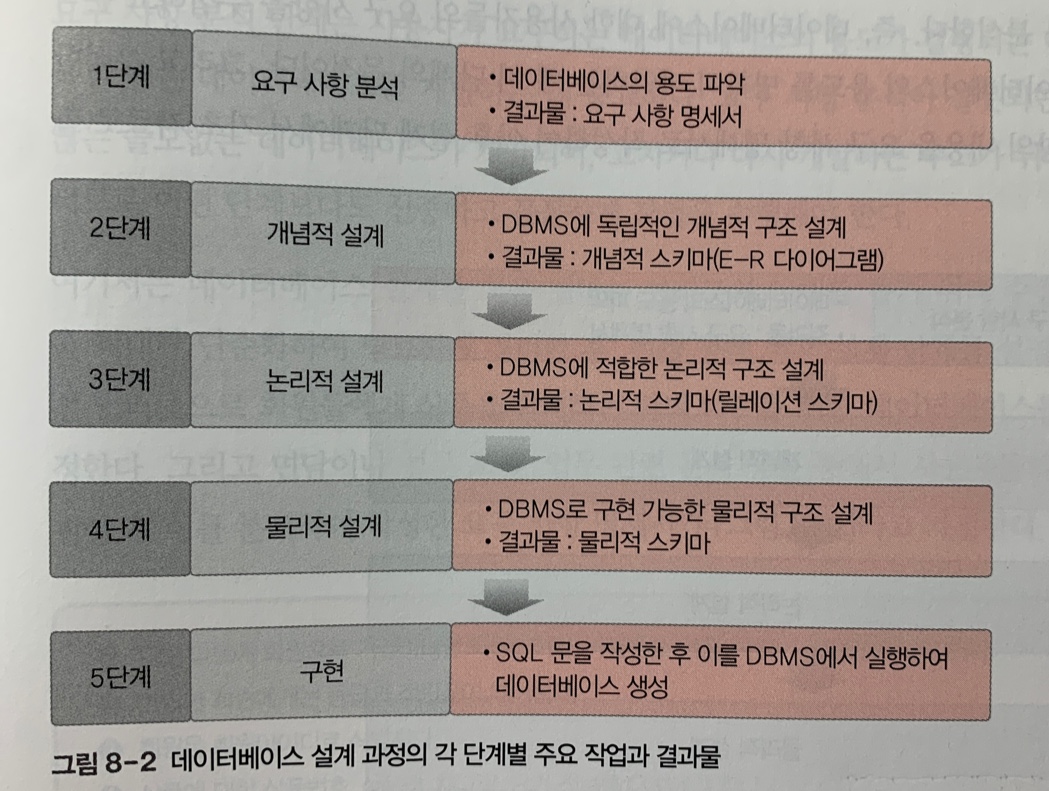 1단계
요구 사항 분석
• 데이터베이스의 용도 파악
• 결과물 : 요구 사항 명세서
2단계
개념적 설계
• DBMS에 독립적인 개념적 구조 설계
• 결과물 : 개념적 스키마(E-R 다이어그램)
3단계
논리적 설계
• DBMS에 적합한 논리적 구조 설계
• 결과물 : 논리적 스키마(릴레이션 스키마)
4단계
물리적 설계
• DBMS로 구현 가능한 물리적 구조 설계
• 결과물 : 물리적 스키마
5단계
구현
• SQL 문을 작성한 후 이를 DBMS에서 실행하여
데이터베이스 생성
그림 8-2 데이터베이스 설계 과정의 각 단계별 주요 작업과 결과물